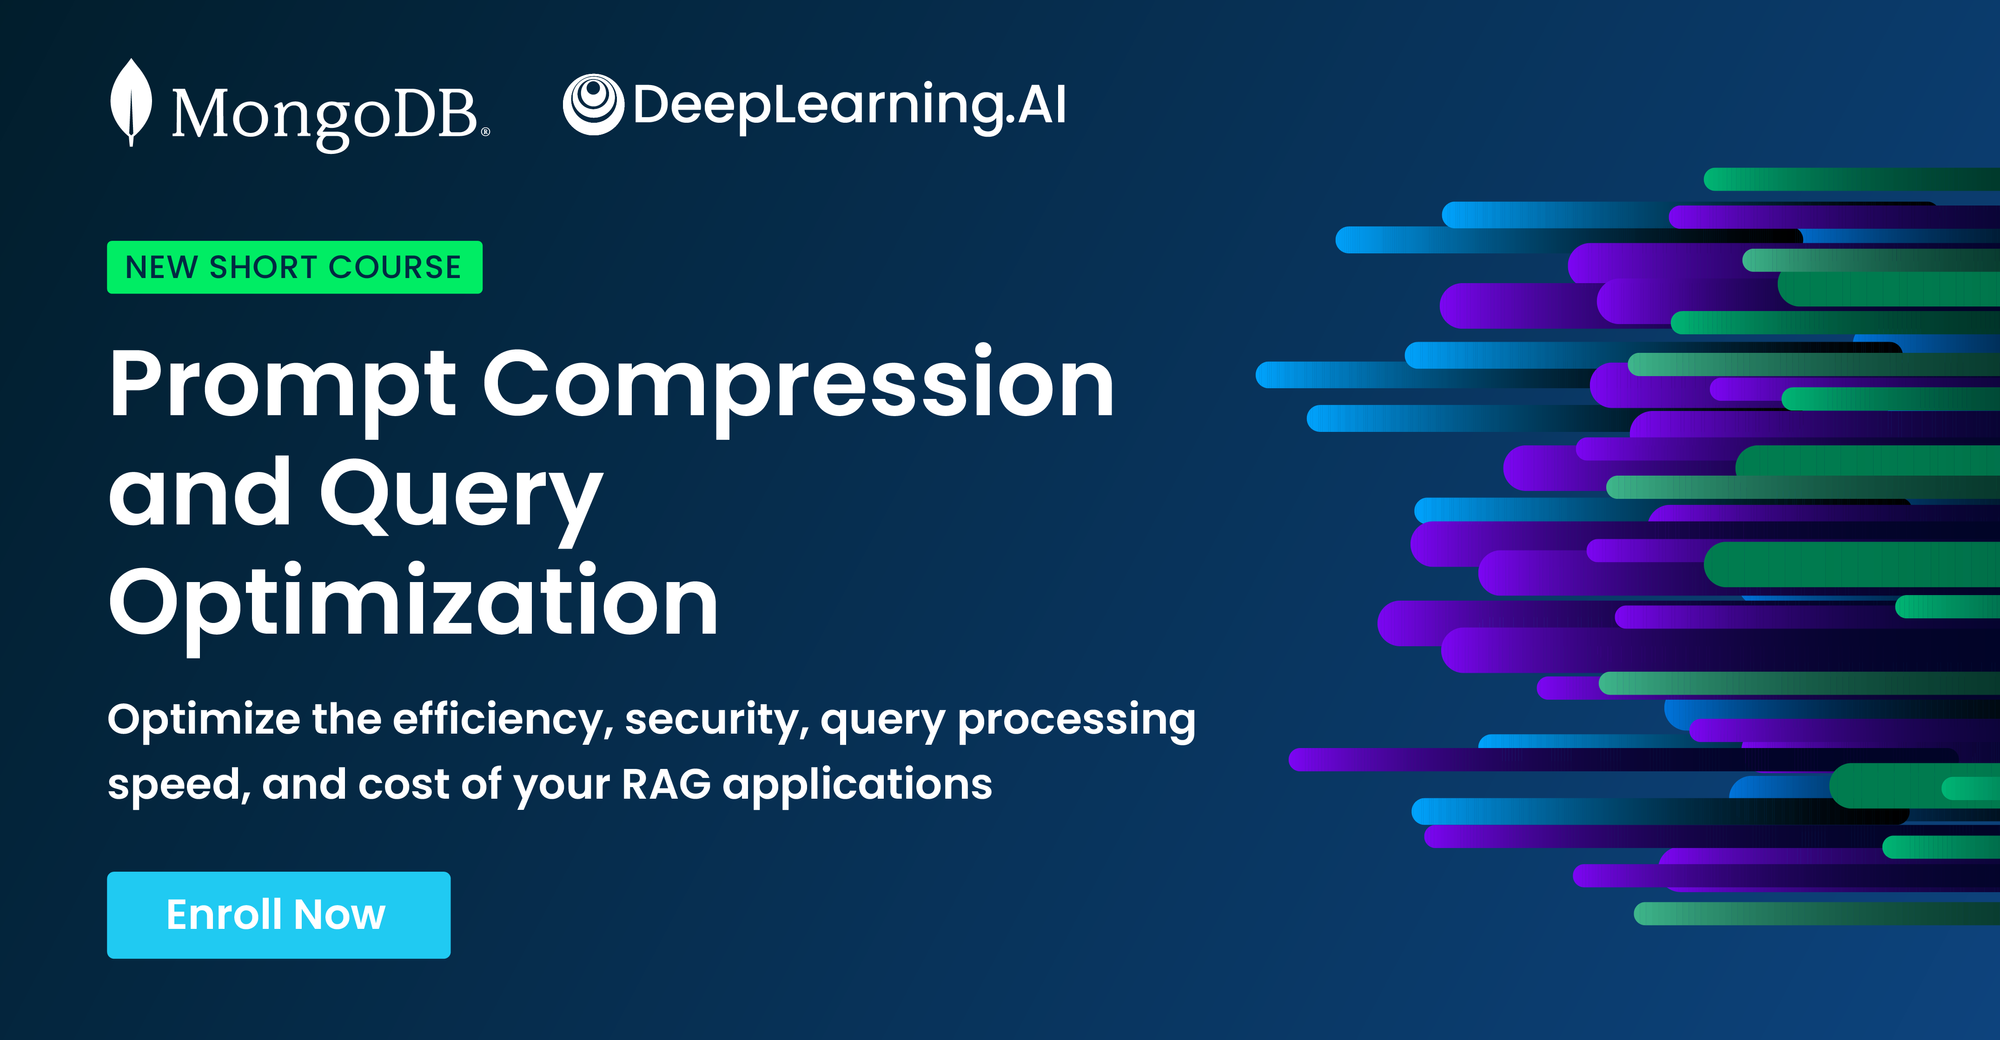 MongoDB®
DeepLearning.AI
NEW SHORT COURSE
Prompt Compression
and Query
Optimization
Optimize the efficiency, security, query processing
speed, and cost of your RAG applications
Enroll Now